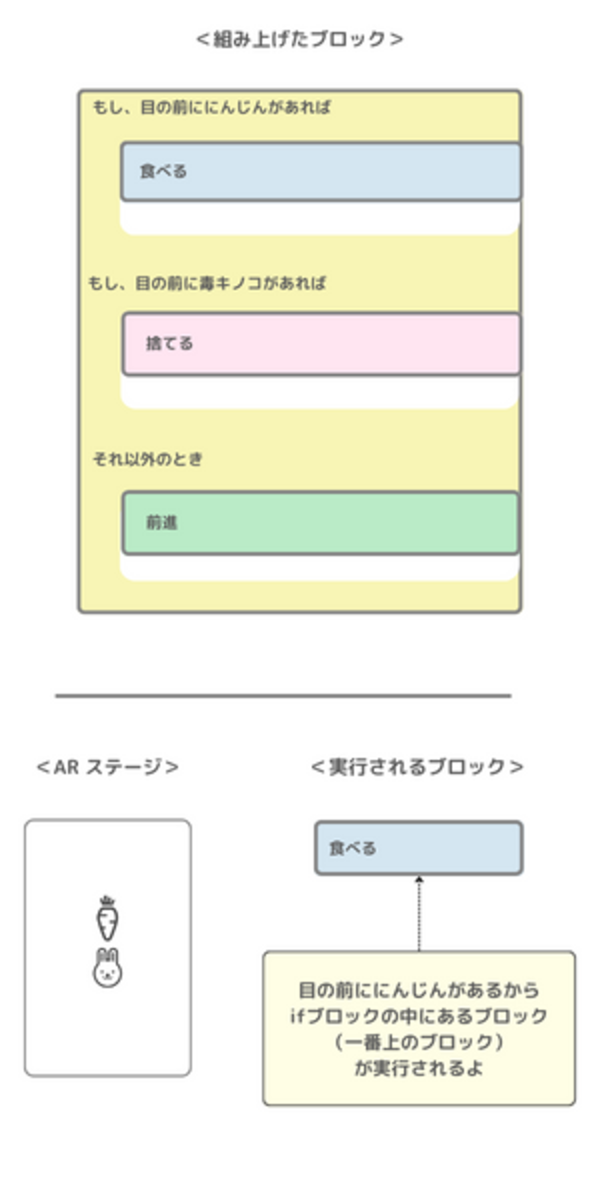 ＜組み上げたブロック＞
もし、目の前ににんじんがあれば
食べる
もし、目の前に毒キノコがあれば
捨てる
それ以外のとき
前進
＜AR ステージ＞
＜実行されるブロック＞
食べる
目の前ににんじんがあるから
ifブロックの中にあるブロック
（一番上のブロック）
が実行されるよ